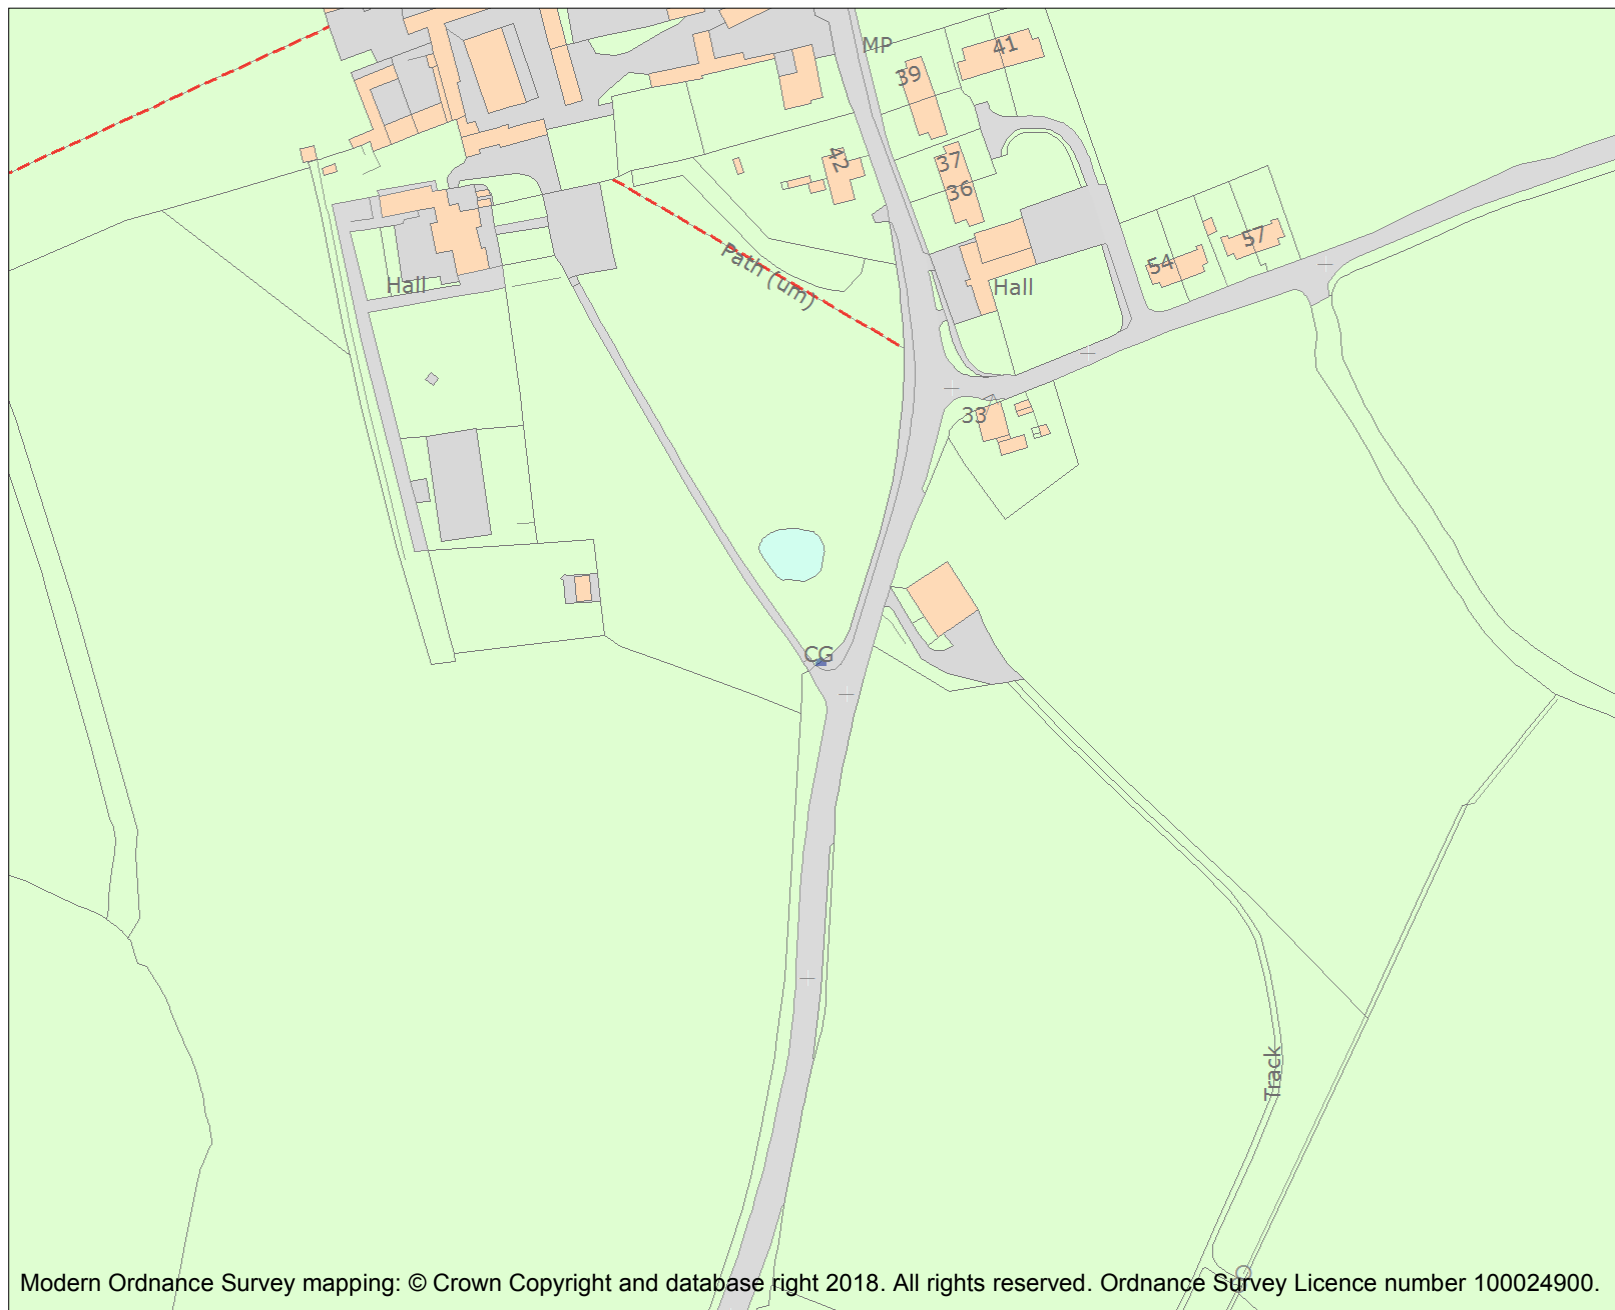 MP
41
39
42
37
36
57
54
Path (um)
Hall
Hall
33
CG
Track
Modern Ordnance Survey mapping: © Crown Copyright and database right 2018. All rights reserved. Ordnance Survey Licence number 100024900.